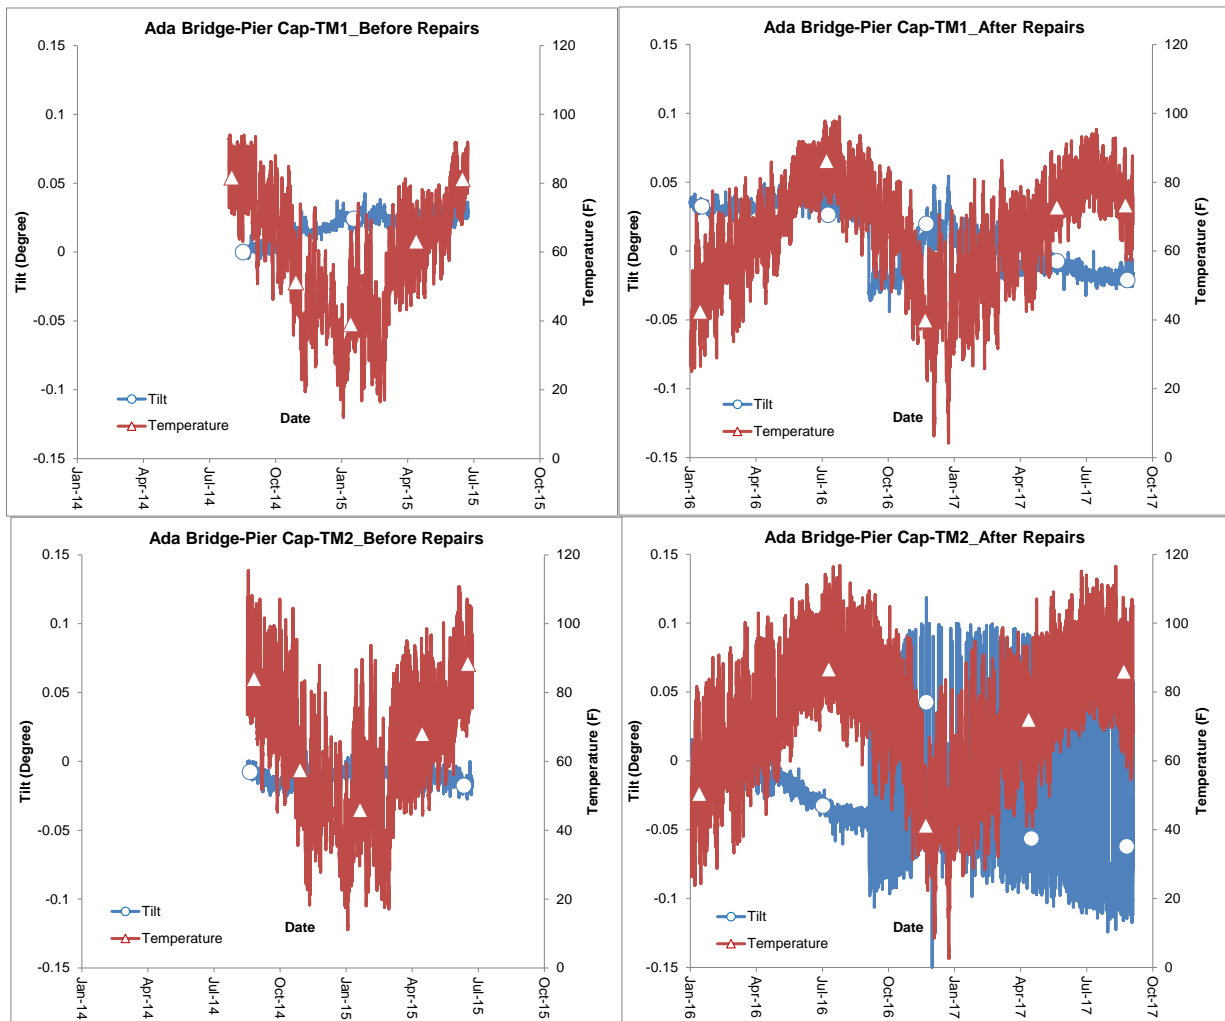 Ada Bridge-Pier Cap-TM1_Before Repairs
0.15
0.1
0.05
0
-0.05
-0.1
-0.15
Tilt (Degree)
120
100
80
60
40
20
0
Temperature (F)
Tilt
Temperature
Date
Jan-14
Apr-14
Jul-14
Oct-14
Jan-15
Apr-15
Jul-15
Oct-15
Ada Bridge-Pier Cap-TM1_After Repairs
0.15
0.1
0.05
0
-0.05
-0.1
-0.15
Tilt (Degree)
120
100
80
60
40
20
0
Temperature (F)
Tilt
Temperature
Date
Jan-16
Apr-16
Jul-16
Oct-16
Jan-17
Apr-17
Jul-17
Oct-17
Ada Bridge-Pier Cap-TM2_Before Repairs
0.15
0.1
0.05
0
-0.05
-0.1
-0.15
Tilt (Degree)
120
100
80
60
40
20
0
Temperature (F)
Tilt
Temperature
Date
Jan-14
Apr-14
Jul-14
Oct-14
Jan-15
Apr-15
Jul-15
Oct-15
Ada Bridge-Pier Cap-TM2_After Repairs
0.15
0.1
0.05
0
-0.05
-0.1
-0.15
Tilt (Degree)
120
100
80
60
40
20
0
Temperature (F)
Tilt
Temperature
Date
Jan-16
Apr-16
Jul-16
Oct-16
Jan-17
Apr-17
Jul-17
Oct-17